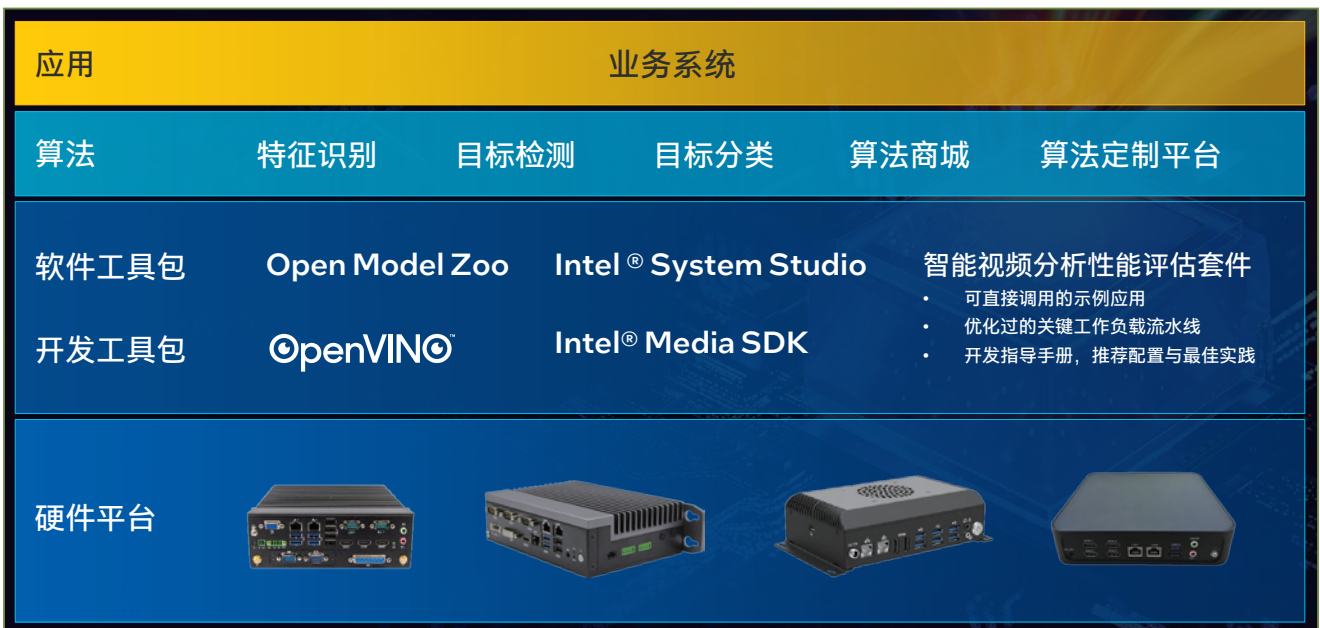 应用
业务系统
算法
特征识别
目标检测
目标分类
算法商城
算法定制平台
软件工具包
Open Model Zoo
Intel ® System Studio
智能视频分析性能评估套件
• 可直接调用的示例应用
• 优化过的关键工作负载流水线
• 开发指导手册，推荐配置与最佳实践
开发工具包
OpenVINO™
Intel® Media SDK
硬件平台